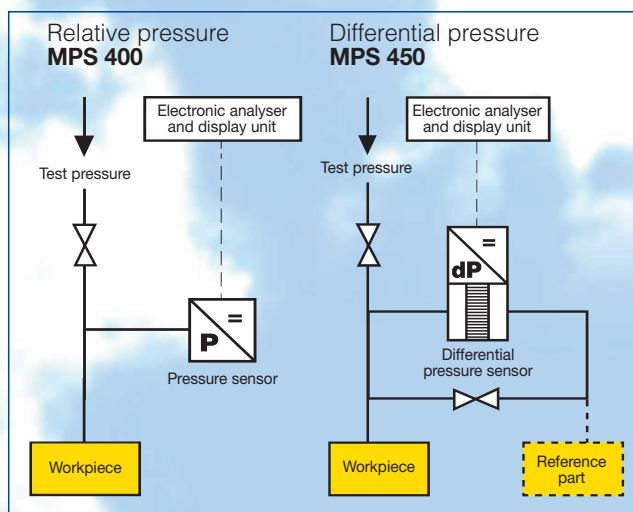 Relative pressure
MPS 400
Electronic analyser
and display unit
Test pressure
=
P
Pressure sensor
Workpiece
Differential pressure
MPS 450
Electronic analyser
and display unit
Test pressure
=
dP
Differential
pressure sensor
Workpiece
Reference
part